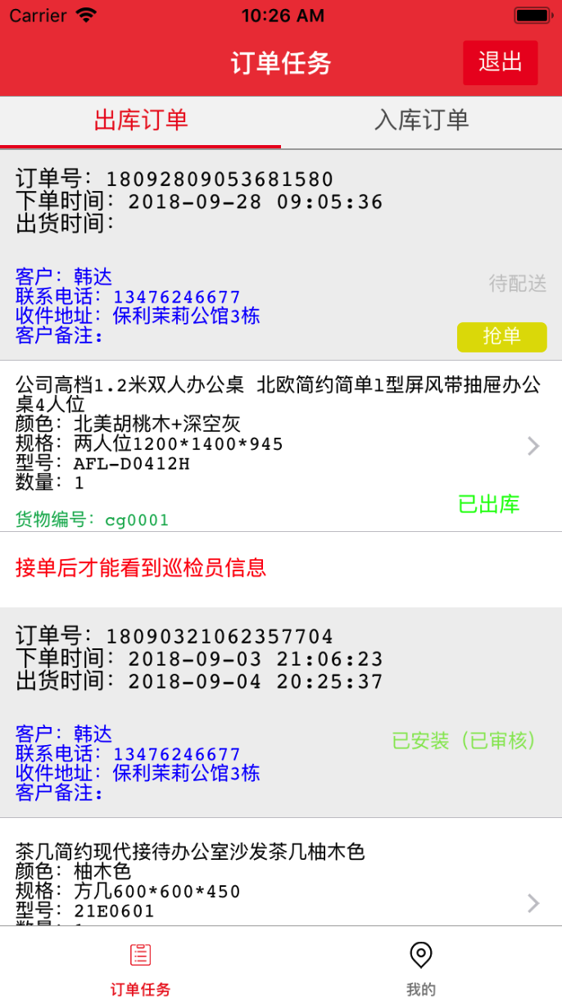 Carrier 10:26 AM
订单任务
退出
出库订单 入库订单
订单号：18092809053681580
下单时间：2018-09-28 09:05:36
出货时间：
客户：韩达
待配送
联系电话：13476246677
收件地址：保利茉莉公馆3栋
客户备注：
抢单
公司高档1.2米双人办公桌 北欧简约简单l型屏风带抽屉办公
桌4人位
颜色：北美胡桃木+深空灰
规格：两人位1200*1400*945
型号：AFL-D0412H
数量：1
已出库
货物编号：cg0001
接单后才能看到巡检员信息
订单号：18090321062357704
下单时间：2018-09-03 21:06:23
出货时间：2018-09-04 20:25:37
客户：韩达
已安装（已审核）
联系电话：13476246677
收件地址：保利茉莉公馆3栋
客户备注：
茶几简约现代接待办公室沙发茶几柚木色
颜色：柚木色
规格：方几600*600*450
型号：21E0601
订单任务 我的